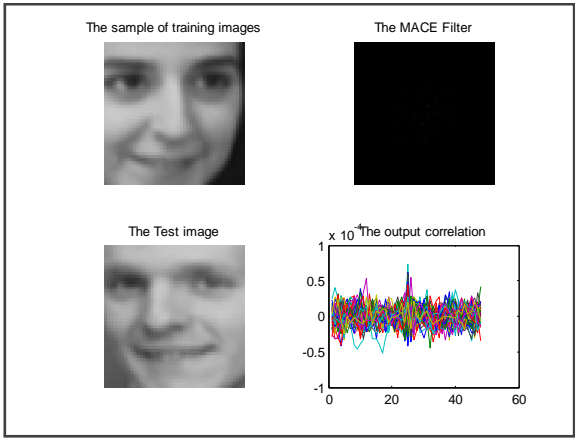 The sample of training images
The MACE Filter
The Test image
The output correlation
x 10^-4
1
0.5
0
-0.5
-1
0 20 40 60